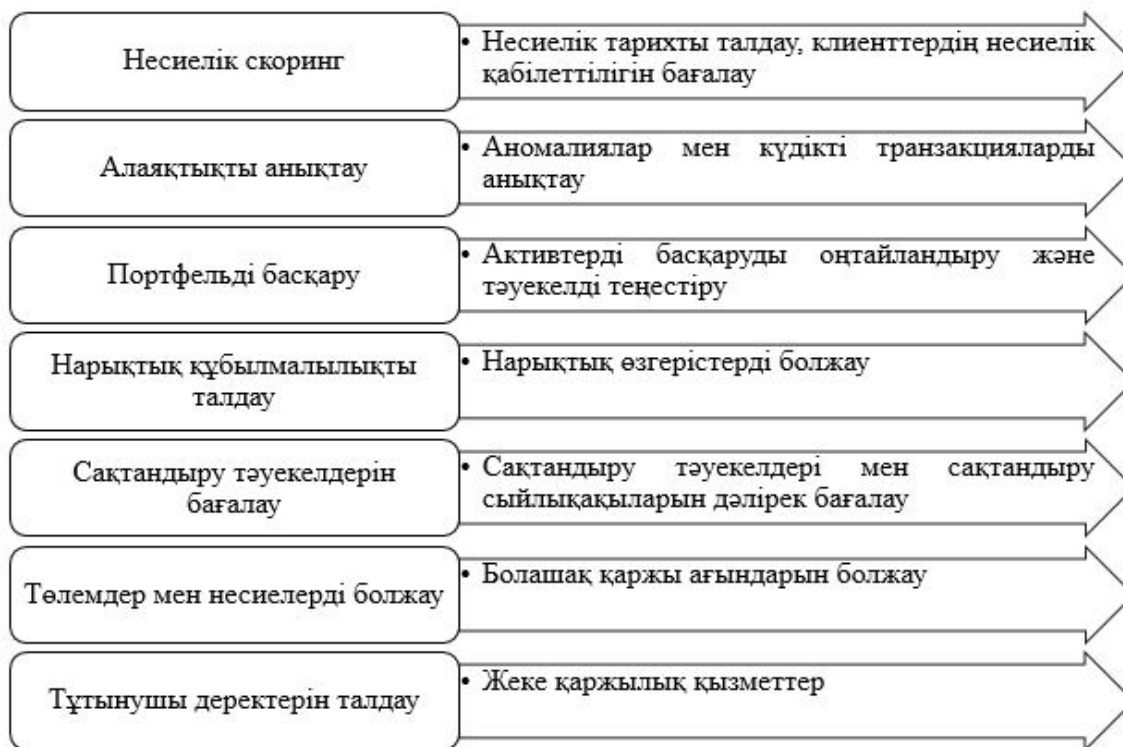 Несиелік скоринг
• Несиелік тарихты талдау, клиенттердің несиелік
қабілеттілігін бағалау
Алаяқтықты анықтау
• Аномалиялар мен күдікті транзакцияларды
анықтау
Портфельді басқару
• Активтерді басқаруды оңтайландыру және
тәуекелді теңестіру
Нарықтық құбылмалылықты
талдау
• Нарықтық өзгерістерді болжау
Сақтандыру тәуекелдерін
бағалау
• Сақтандыру тәуекелдері мен сақтандыру
сыйлықақыларын дәлірек бағалау
Төлемдер мен несиелерді болжау
• Болашақ қаржы ағындарын болжау
Тұтынушы деректерін талдау
• Жеке қаржылық қызметтер